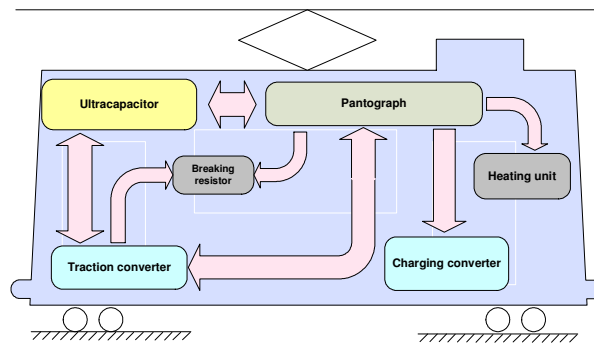 Ultracapacitor
Pantograph
Breaking
resistor
Heating unit
Traction converter
Charging converter